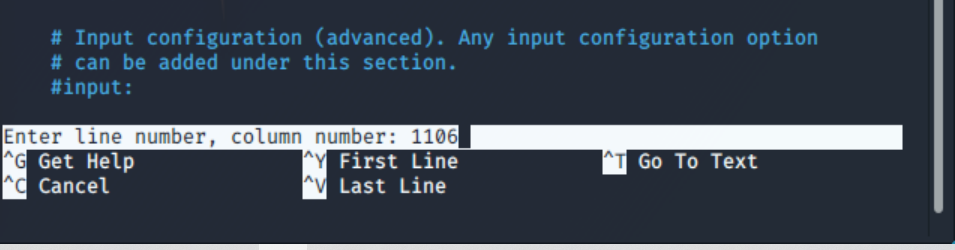 # Input configuration (advanced). Any input configuration option
# can be added under this section.
#input:
Enter line number, column number: 1106
^G Get Help ^Y First Line ^T Go To Text
^C Cancel ^V Last Line